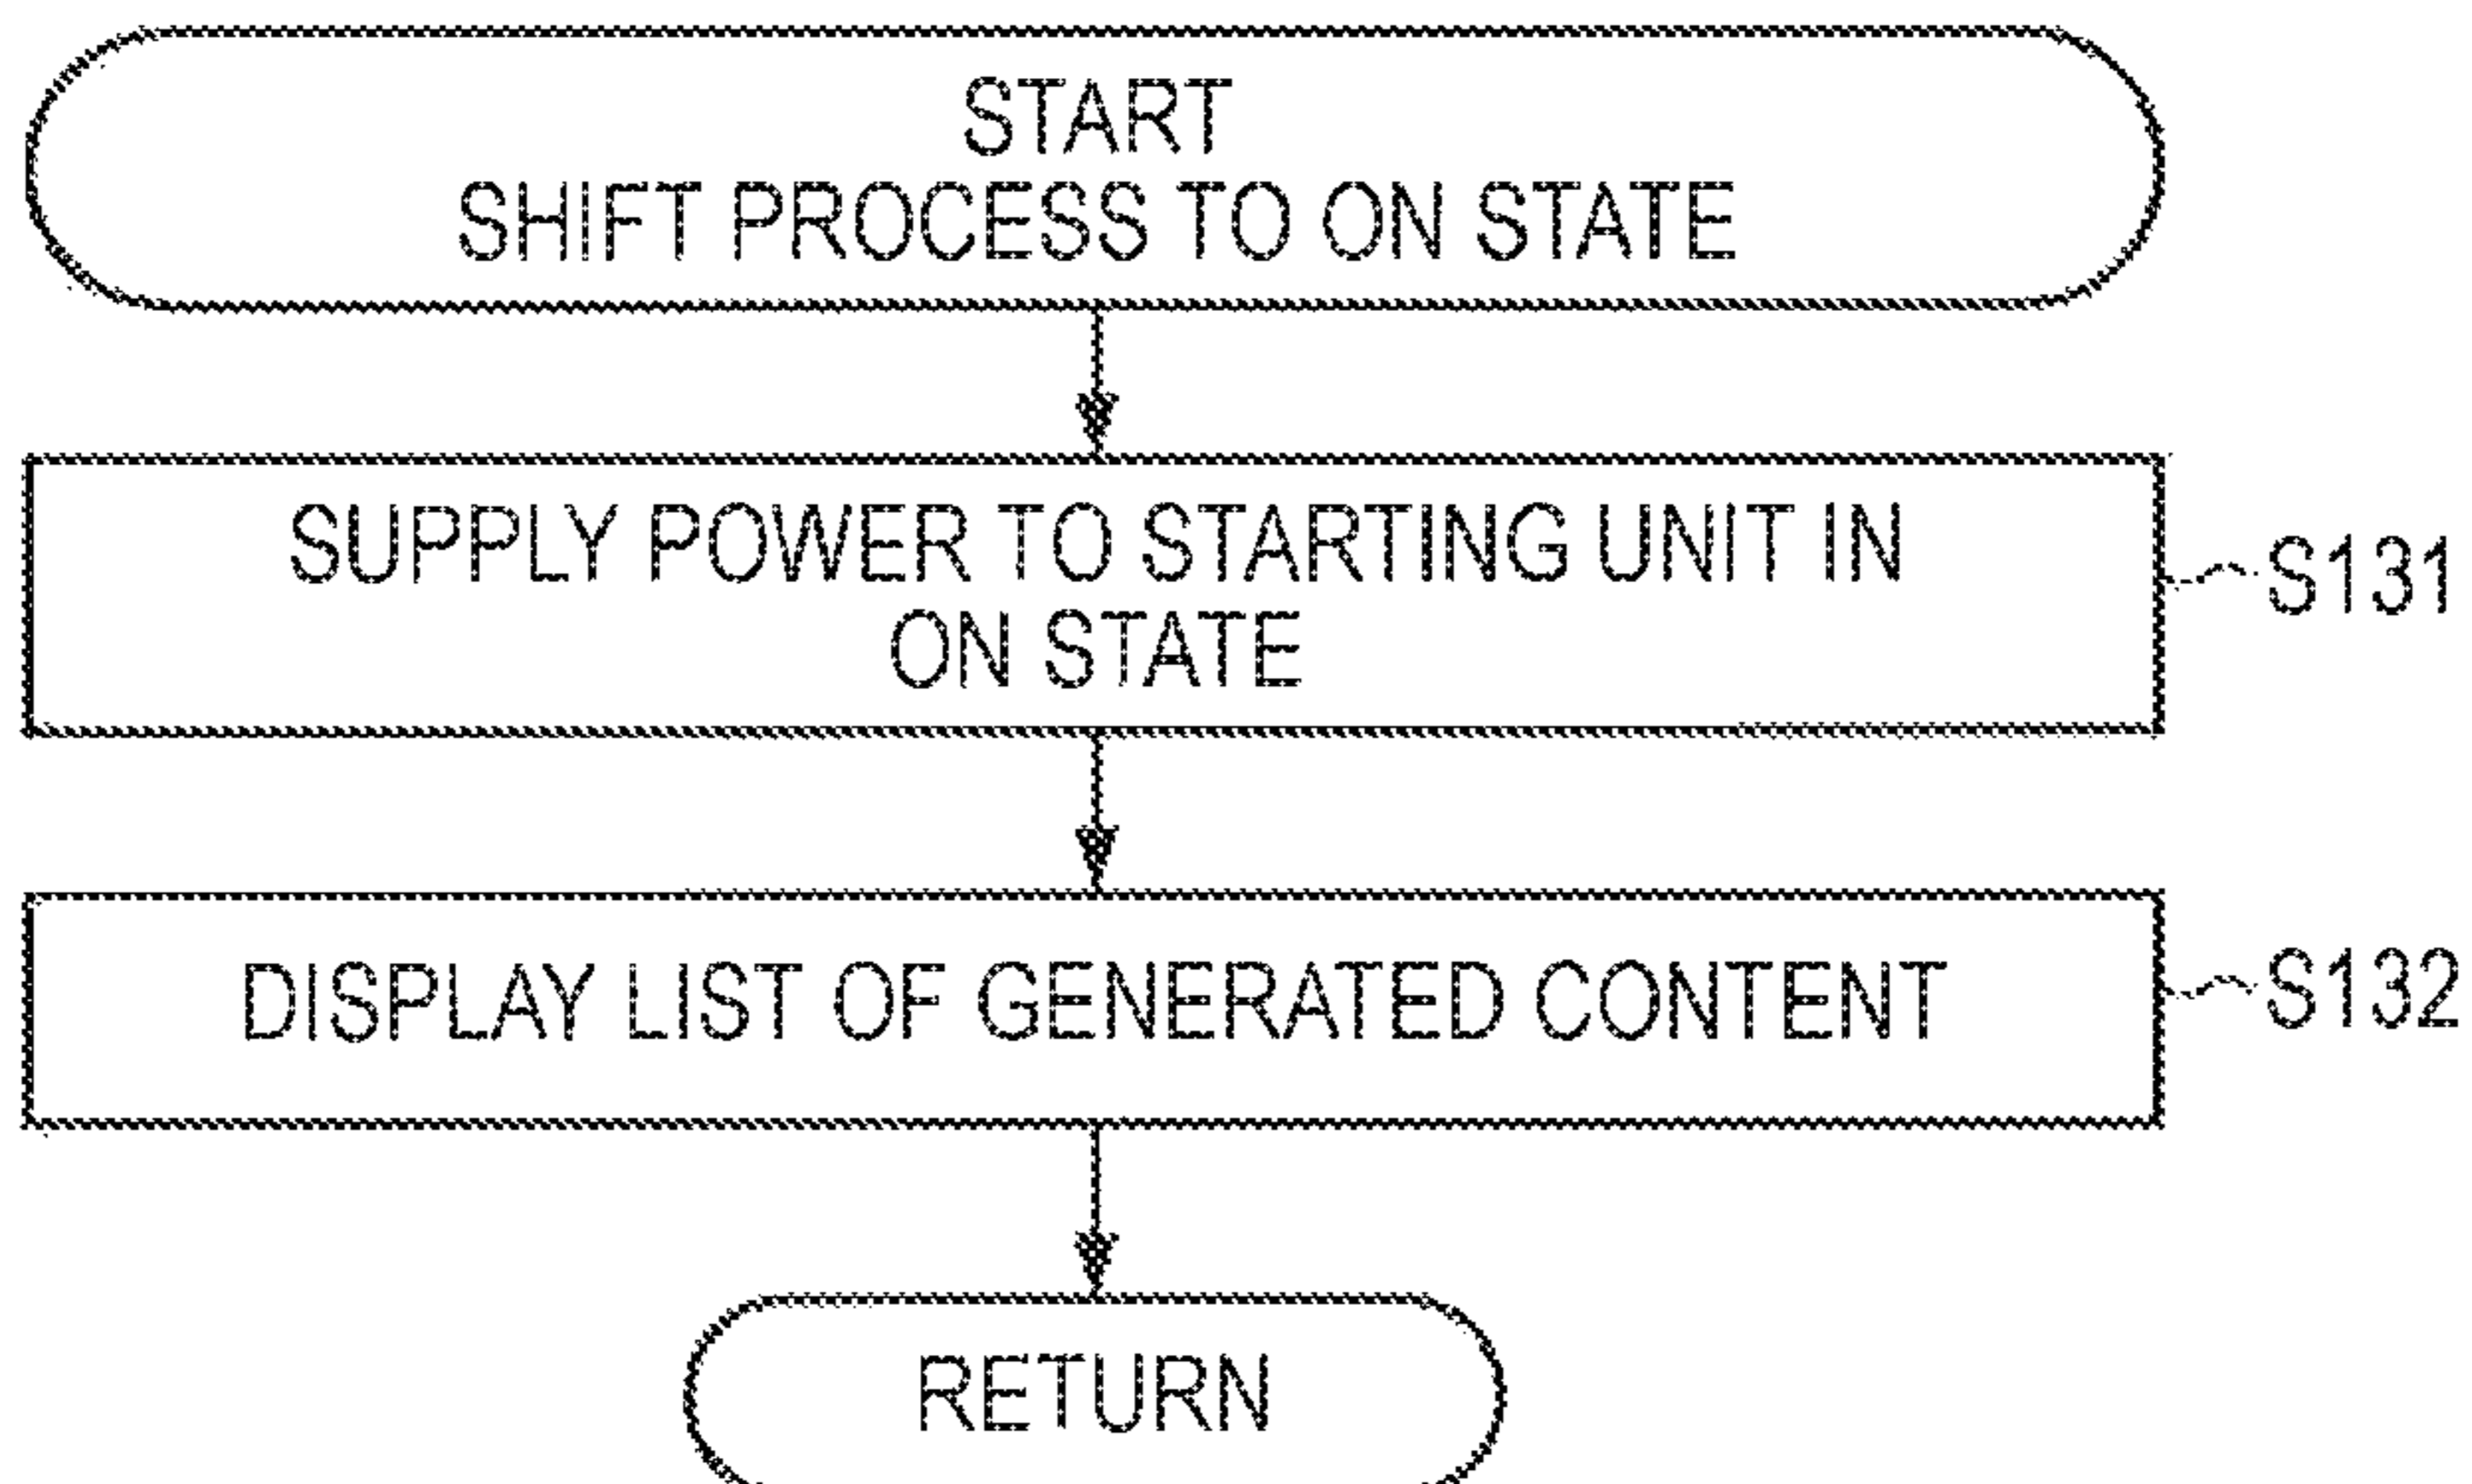 START
SHIFT PROCESS TO ON STATE
SUPPLY POWER TO STARTING UNIT IN
ON STATE
S131
DISPLAY LIST OF GENERATED CONTENT
S132
RETURN